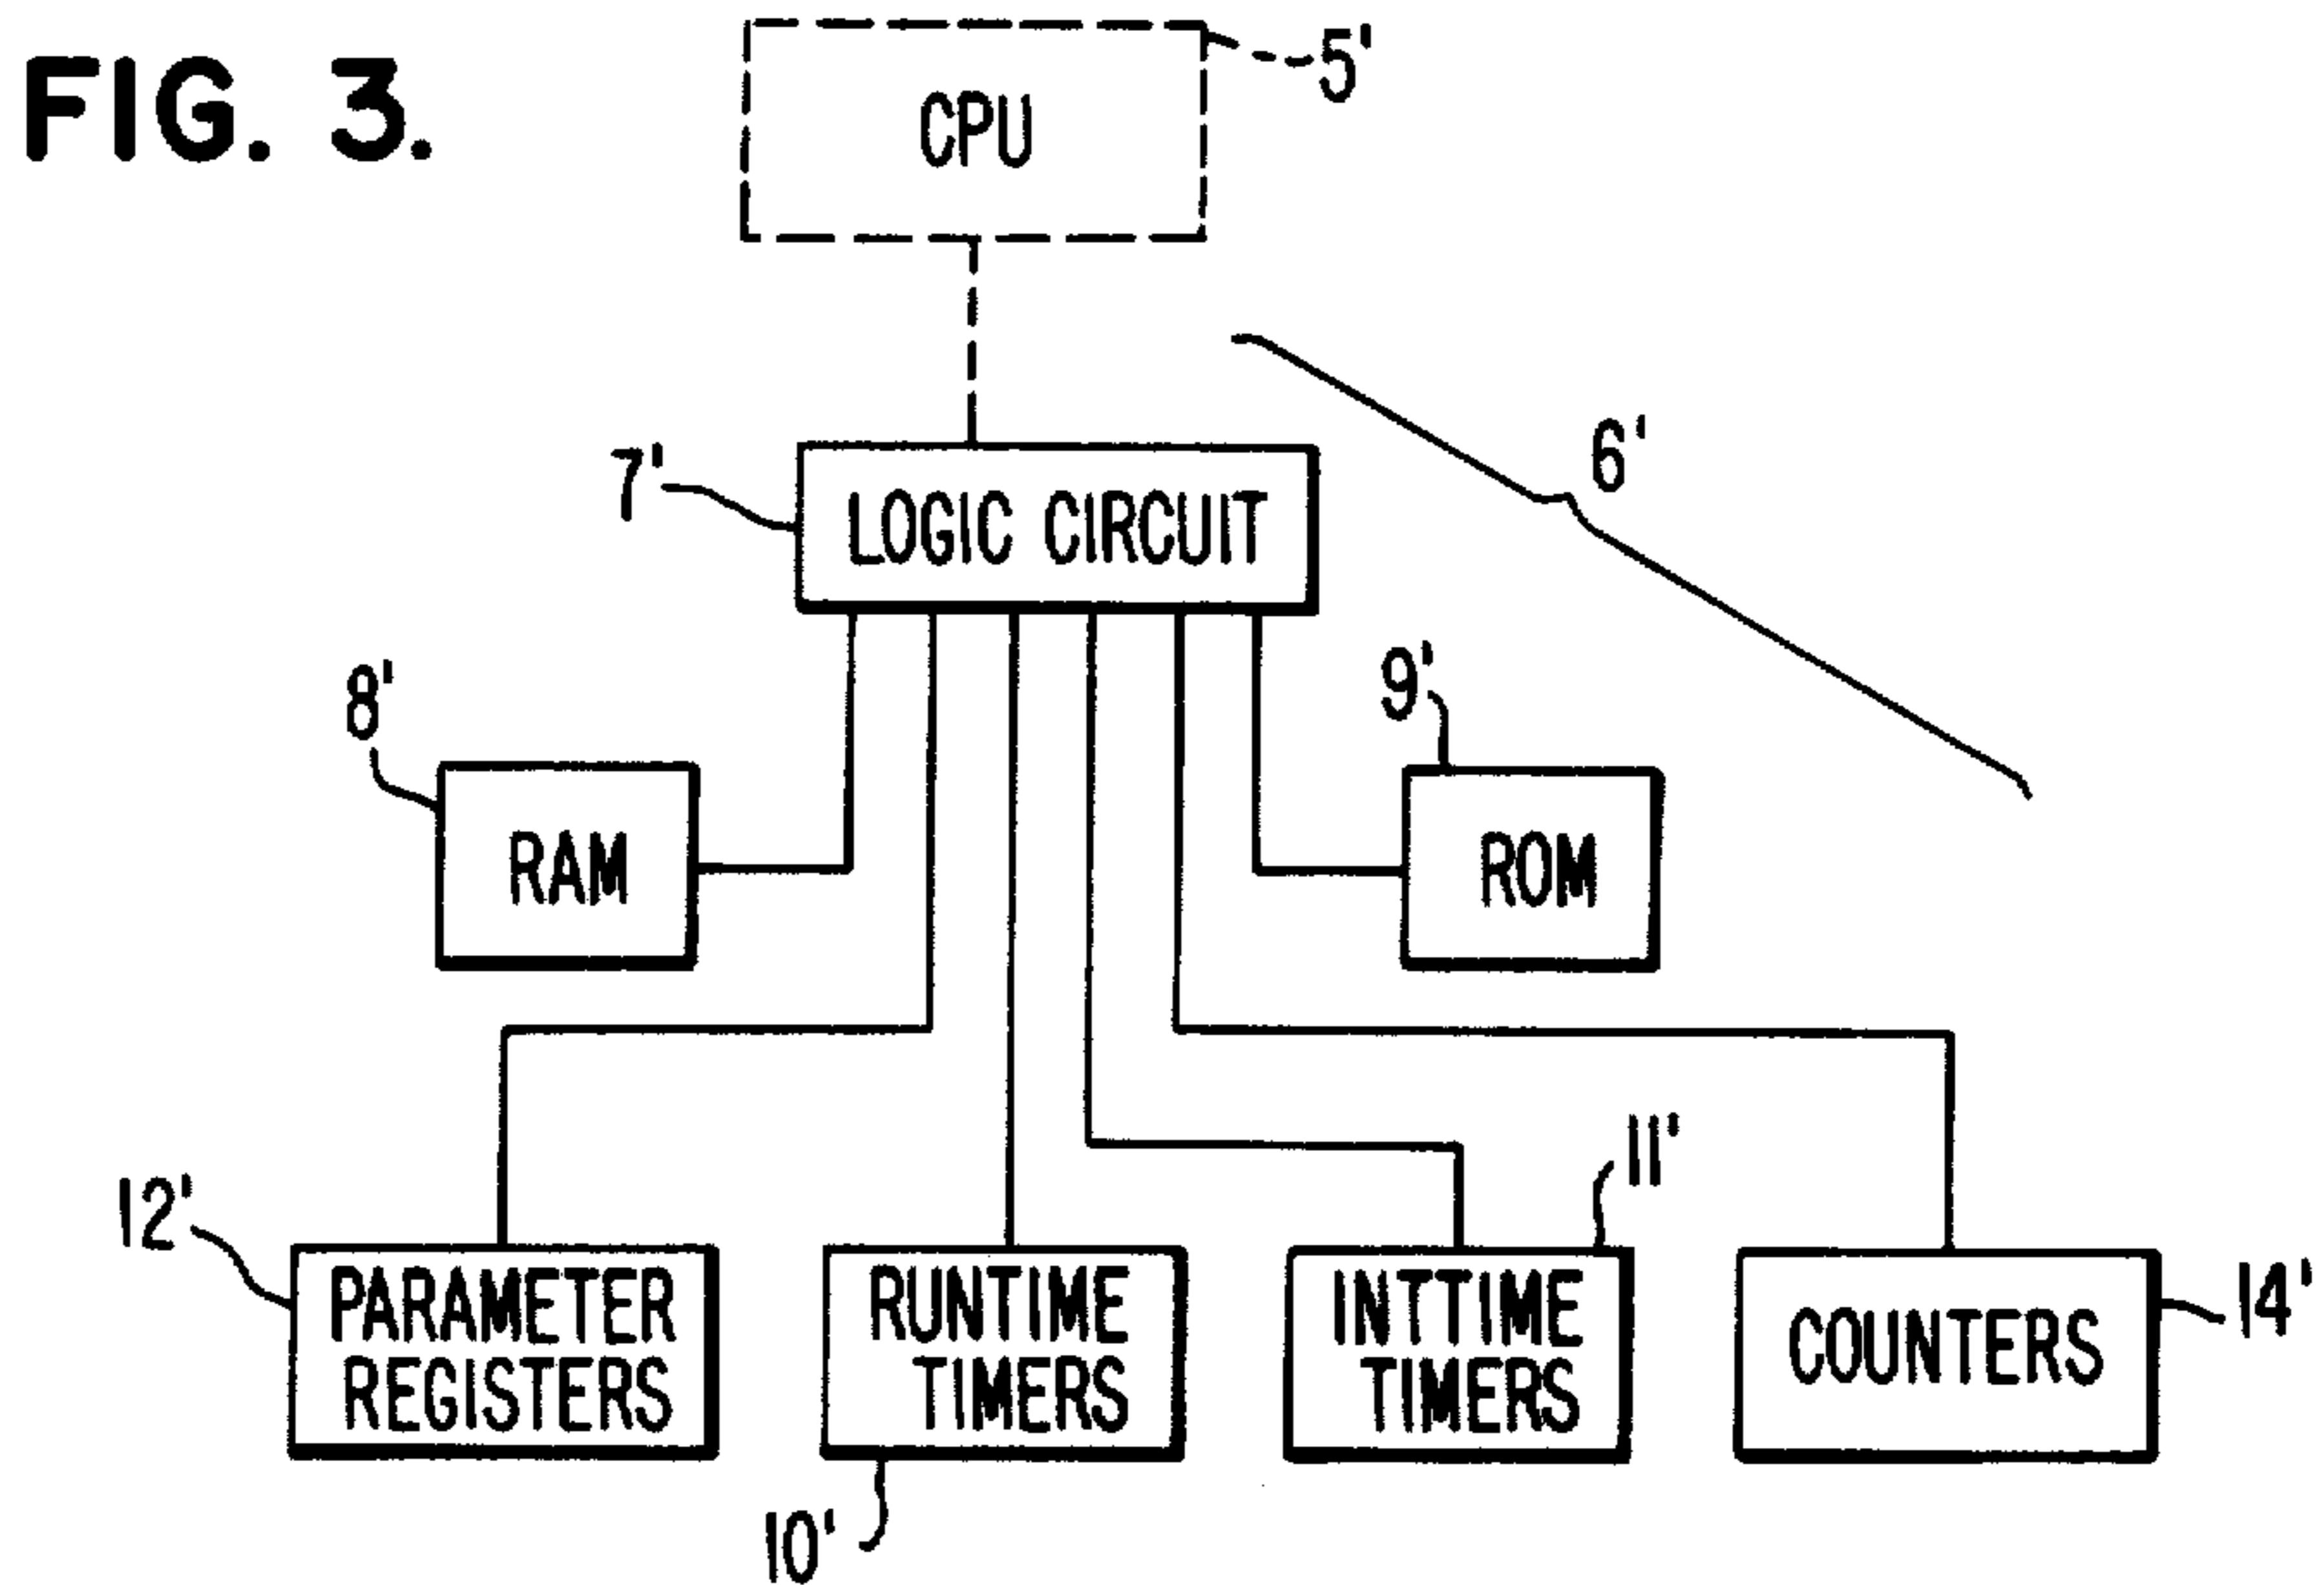 FIG. 3.
CPU
5'
6'
7'
LOGIC CIRCUIT
8'
9'
RAM
ROM
11'
12'
PARAMETER
REGISTERS
RUNTIME
TIMERS
INTTIME
TIMERS
COUNTERS
14'
10'